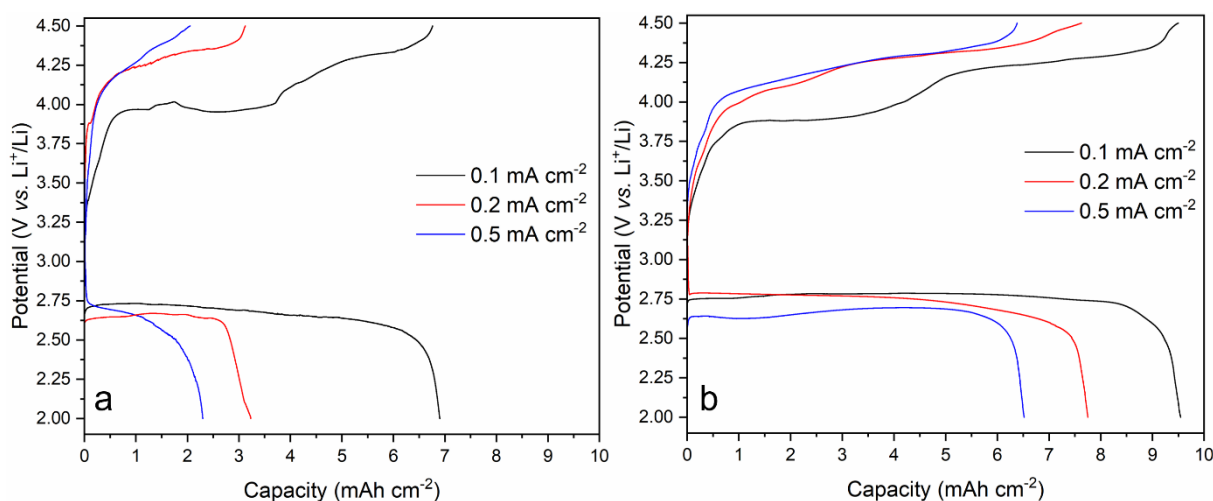 4.50
4.25
4.00
3.75
3.50
3.25
3.00
2.75
2.50
2.25
2.00
Potential (V vs. Li⁺/Li)
0.1 mA cm⁻²
0.2 mA cm⁻²
0.5 mA cm⁻²
a
0 1 2 3 4 5 6 7 8 9 10
Capacity (mAh cm⁻²)
4.50
4.25
4.00
3.75
3.50
3.25
3.00
2.75
2.50
2.25
2.00
Potential (V vs. Li⁺/Li)
0.1 mA cm⁻²
0.2 mA cm⁻²
0.5 mA cm⁻²
b
0 1 2 3 4 5 6 7 8 9 10
Capacity (mAh cm⁻²)